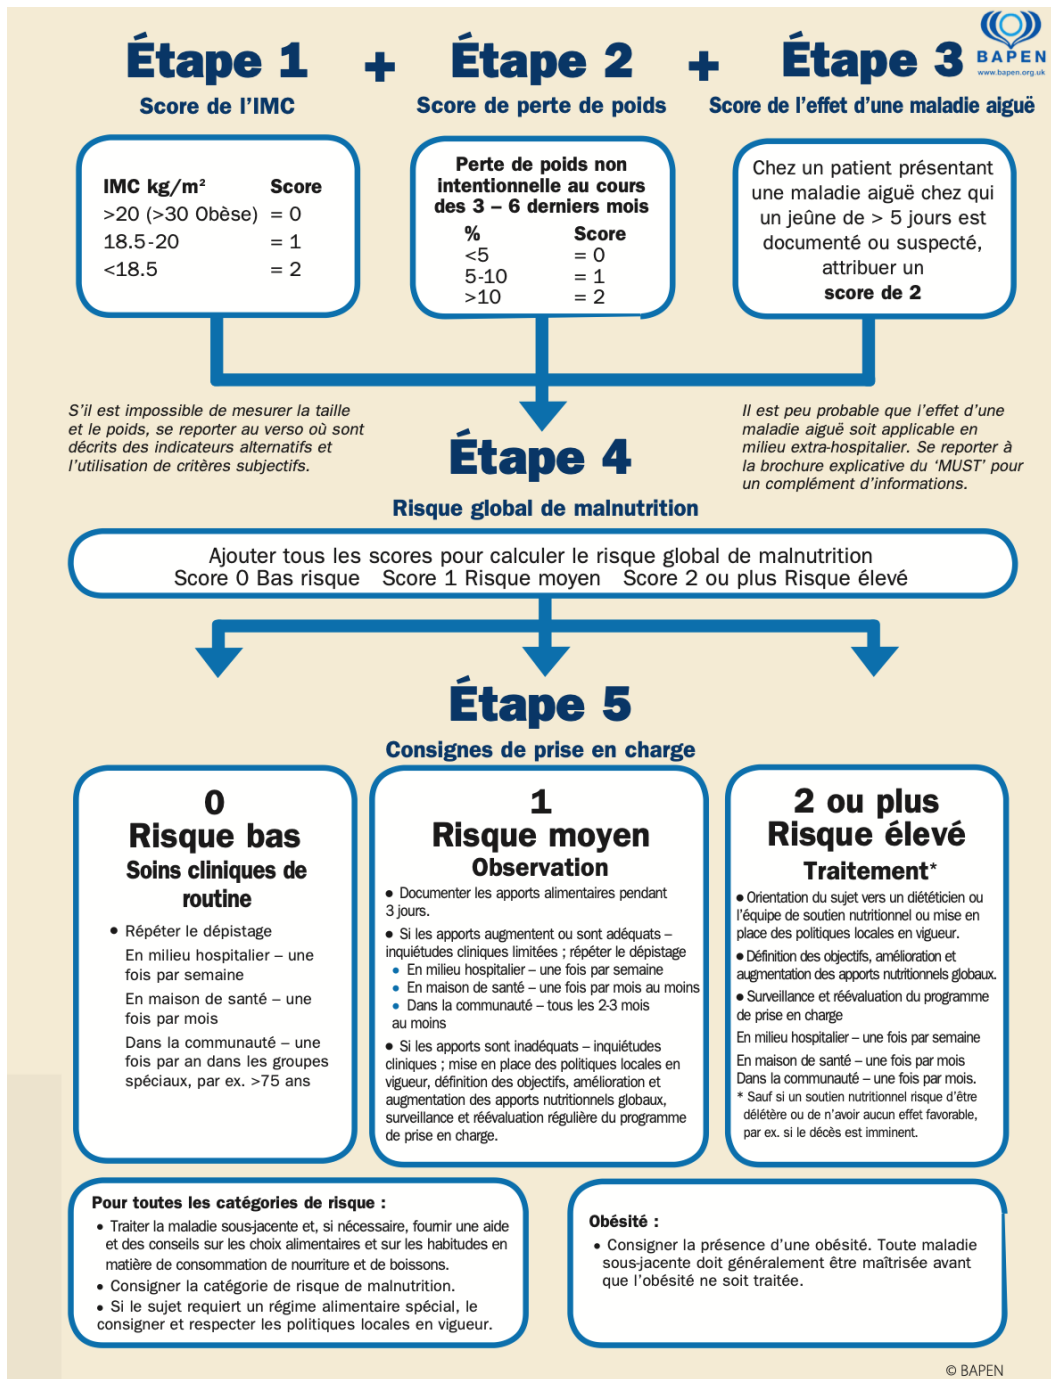 Étape 1 + Étape 2 + Étape 3
BAPEN
www.bapen.org.uk
Score de l'IMC
Score de perte de poids
Score de l'effet d'une maladie aiguë
IMC kg/m² Score
>20 (>30 Obèse) = 0
18.5-20 = 1
<18.5 = 2
Perte de poids non
intentionnelle au cours
des 3 – 6 derniers mois
% Score
<5 = 0
5-10 = 1
>10 = 2
Chez un patient présentant
une maladie aiguë chez qui
un jeûne de > 5 jours est
documenté ou suspecté,
attribuer un
score de 2
S'il est impossible de mesurer la taille
et le poids, se reporter au verso où sont
décrits des indicateurs alternatifs et
l'utilisation de critères subjectifs.
Il est peu probable que l'effet d'une
maladie aiguë soit applicable en
milieu extra-hospitalier. Se reporter à
la brochure explicative du 'MUST' pour
un complément d'informations.
Étape 4
Risque global de malnutrition
Ajouter tous les scores pour calculer le risque global de malnutrition
Score 0 Bas risque Score 1 Risque moyen Score 2 ou plus Risque élevé
Étape 5
Consignes de prise en charge
0
Risque bas
Soins cliniques de
routine
• Répéter le dépistage
En milieu hospitalier – une
fois par semaine
En maison de santé – une
fois par mois
Dans la communauté – une
fois par an dans les groupes
spéciaux, par ex. >75 ans
1
Risque moyen
Observation
• Documenter les apports alimentaires pendant
3 jours.
• Si les apports augmentent ou sont adéquats –
inquiétudes cliniques limitées ; répéter le dépistage
• En milieu hospitalier – une fois par semaine
• En maison de santé – une fois par mois au moins
• Dans la communauté – tous les 2-3 mois
au moins
• Si les apports sont inadéquats – inquiétudes
cliniques ; mise en place des politiques locales en
vigueur, définition des objectifs, amélioration et
augmentation des apports nutritionnels globaux,
surveillance et réévaluation régulière du programme
de prise en charge.
2 ou plus
Risque élevé
Traitement*
• Orientation du sujet vers un diététicien ou
l'équipe de soutien nutritionnel ou mise en
place des politiques locales en vigueur.
• Définition des objectifs, amélioration et
augmentation des apports nutritionnels globaux.
• Surveillance et réévaluation du programme
de prise en charge
En milieu hospitalier – une fois par semaine
En maison de santé – une fois par mois
Dans la communauté – une fois par mois.
* Sauf si un soutien nutritionnel risque d'être
délétère ou de n'avoir aucun effet favorable,
par ex. si le décès est imminent.
Pour toutes les catégories de risque :
• Traiter la maladie sous-jacente et, si nécessaire, fournir une aide
et des conseils sur les choix alimentaires et sur les habitudes en
matière de consommation de nourriture et de boissons.
• Consigner la catégorie de risque de malnutrition.
• Si le sujet requiert un régime alimentaire spécial, le
consigner et respecter les politiques locales en vigueur.
Obésité :
• Consigner la présence d'une obésité. Toute maladie
sous-jacente doit généralement être maîtrisée avant
que l'obésité ne soit traitée.
© BAPEN